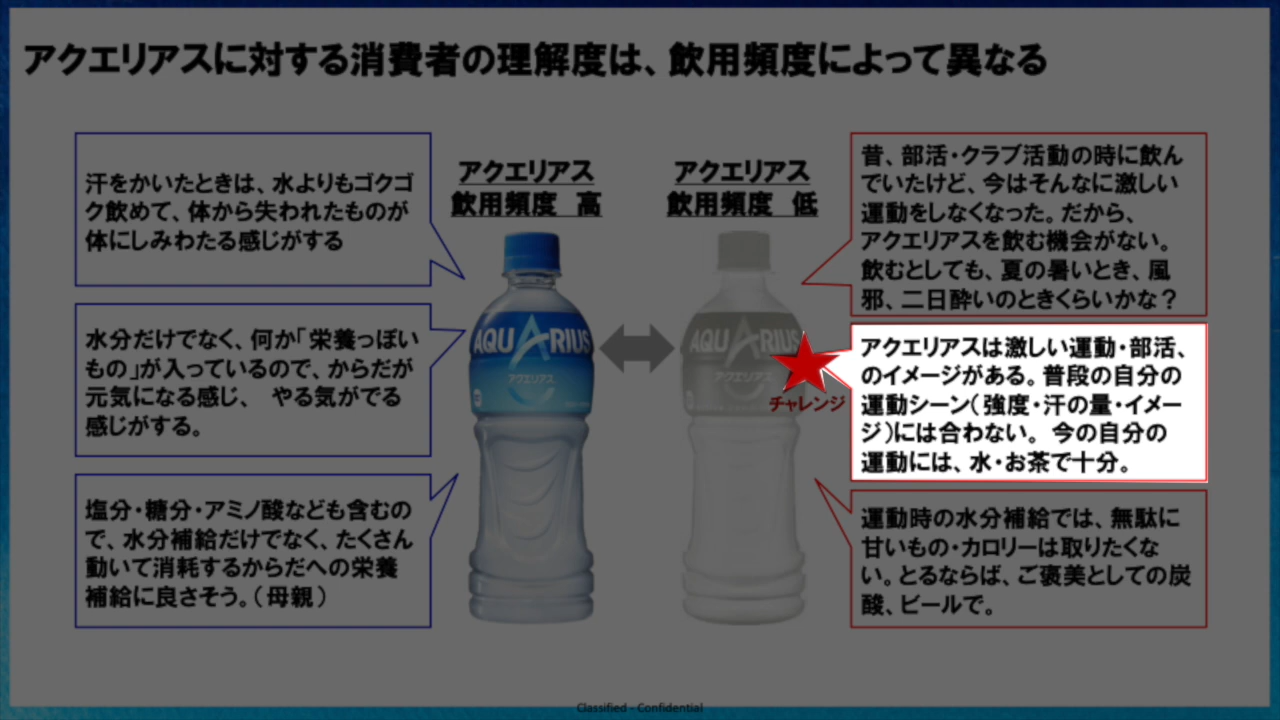 アクエリアスに対する消費者の理解度は、飲用頻度によって異なる
汗をかいたときは、水よりもゴクゴ
ク飲めて、体から失われたものが
体にしみわたる感じがする
水分だけでなく、何か「栄養っぽい
もの」が入っているので、からだが
元気になる感じ、 やる気がでる
感じがする。
塩分・糖分・アミノ酸なども含むの
で、水分補給だけでなく、たくさん
動いて消耗するからだへの栄養
補給に良さそう。（母親）
アクエリアス
飲用頻度 高
AQUARIUS
アクエリアス
アクエリアス
飲用頻度 低
AQUARIUS
アクエリアス
チャレンジ
昔、部活・クラブ活動の時に飲ん
でいたけど、今はそんなに激しい
運動をしなくなった。だから、
アクエリアスを飲む機会がない。
飲むとしても、夏の暑いとき、風
邪、二日酔いのときくらいかな？
アクエリアスは激しい運動・部活、
のイメージがある。普段の自分の
運動シーン（強度・汗の量・イメー
ジ）には合わない。 今の自分の
運動には、水・お茶で十分。
運動時の水分補給では、無駄に
甘いもの・カロリーは取りたくな
い。とるならば、ご褒美としての炭
酸、ビールで。
Classified - Confidential